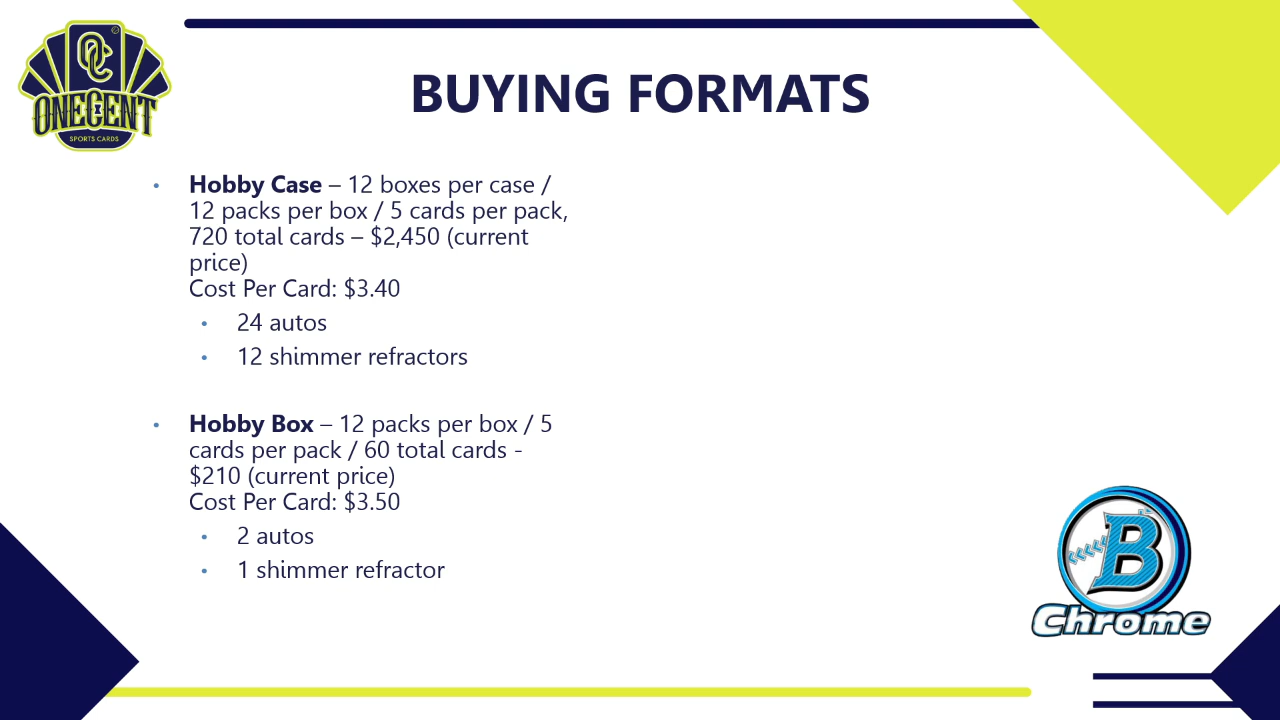 OC
ONECENT
SPORTS CARDS
BUYING FORMATS
• Hobby Case – 12 boxes per case /
12 packs per box / 5 cards per pack,
720 total cards – $2,450 (current
price)
Cost Per Card: $3.40
• 24 autos
• 12 shimmer refractors
• Hobby Box – 12 packs per box / 5
cards per pack / 60 total cards -
$210 (current price)
Cost Per Card: $3.50
• 2 autos
• 1 shimmer refractor
B
Chrome